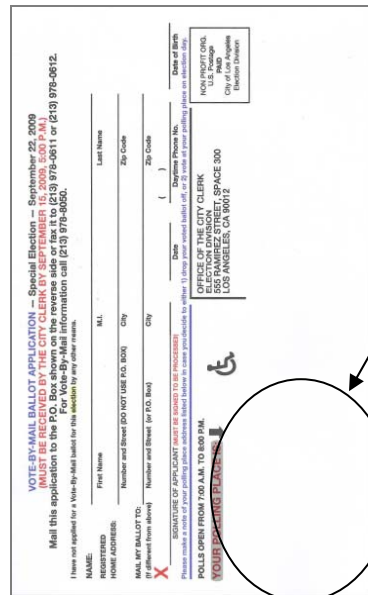 VOTE-BY-MAIL BALLOT APPLICATION – Special Election – September 22, 2009
(MUST BE RECEIVED BY THE CITY CLERK BY SEPTEMBER 15, 2009, 5:00 P.M.)
Mail this application to the P.O. Box shown on the reverse side or fax it to (213) 978-0611 or (213) 978-0612.
For Vote-By-Mail information call (213) 978-8050.
I have not applied for a Vote-By-Mail ballot for this election by any other means.
NAME:
First Name M.I. Last Name
REGISTERED
HOME ADDRESS:
Number and Street (DO NOT USE P.O. BOX) City Zip Code
MAIL MY BALLOT TO:
(If different from above) Number and Street (or P.O. Box) City Zip Code
X ( )
SIGNATURE OF APPLICANT (MUST BE SIGNED TO BE PROCESSED) Date Daytime Phone No. Date of Birth
Please make a note of your polling place address listed below in case you decide to either 1) drop your voted ballot off, or 2) vote at your polling place on election day.
POLLS OPEN FROM 7:00 A.M. TO 8:00 P.M.
YOUR POLLING PLACE IS
OFFICE OF THE CITY CLERK
ELECTION DIVISION
555 RAMIREZ STREET, SPACE 300
LOS ANGELES, CA 90012
NON PROFIT ORG.
U.S. Postage
PAID
City of Los Angeles
Election Division